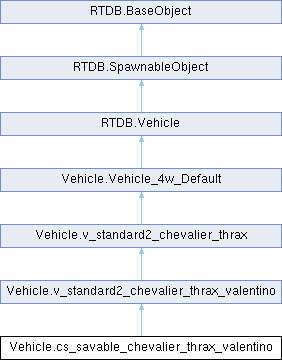 RTDB.BaseObject
RTDB.SpawnableObject
RTDB.Vehicle
Vehicle.Vehicle_4w_Default
Vehicle.v_standard2_chevalier_thrax
Vehicle.v_standard2_chevalier_thrax_valentino
Vehicle.cs_savable_chevalier_thrax_valentino